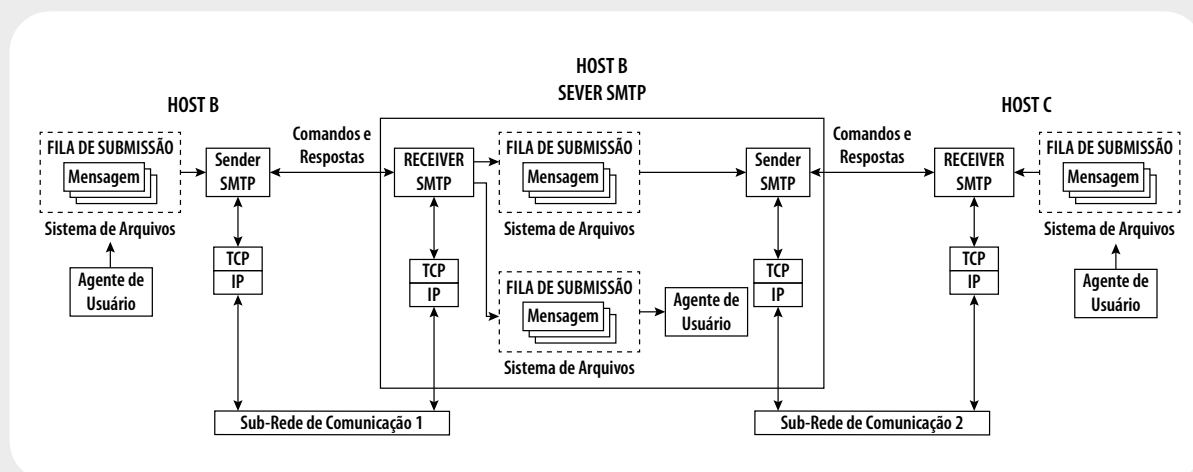 HOST B
SEVER SMTP
HOST B
HOST C
FILA DE SUBMISSÃO
Mensagem
Sistema de Arquivos
Agente de
Usuário
Sender
SMTP
TCP
IP
Comandos e
Respostas
RECEIVER
SMTP
TCP
IP
FILA DE SUBMISSÃO
Mensagem
Sistema de Arquivos
FILA DE SUBMISSÃO
Mensagem
Sistema de Arquivos
Agente de
Usuário
Sender
SMTP
TCP
IP
Comandos e
Respostas
RECEIVER
SMTP
TCP
IP
FILA DE SUBMISSÃO
Mensagem
Sistema de Arquivos
Agente de
Usuário
Sub-Rede de Comunicação 1
Sub-Rede de Comunicação 2